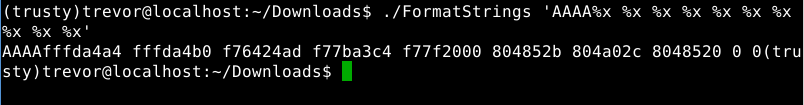 (trusty)trevor@localhost:~/Downloads$ ./FormatStrings 'AAAA%x %x %x %x %x %x %x
%x %x %x'
AAAAfffda4a4 fffda4b0 f76424ad f77ba3c4 f77f2000 804852b 804a02c 8048520 0 0(tru
sty)trevor@localhost:~/Downloads$